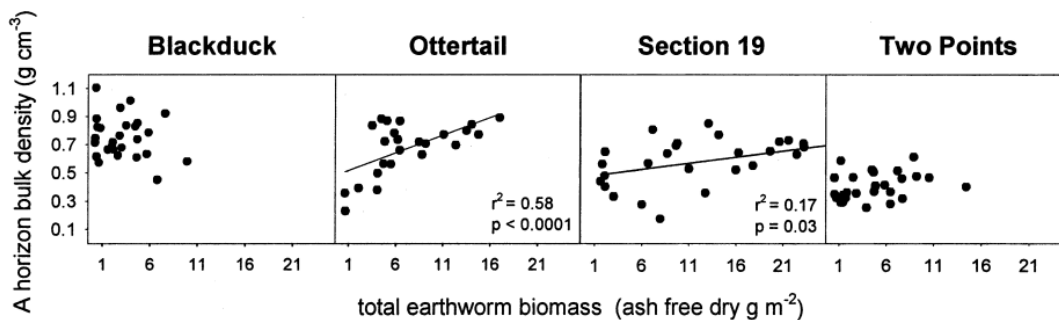 Blackduck Ottertail Section 19 Two Points
A horizon bulk density (g cm⁻³)
1.1
0.9
0.7
0.5
0.3
0.1
r² = 0.58
p < 0.0001
r² = 0.17
p = 0.03
1 6 11 16 21 1 6 11 16 21 1 6 11 16 21 1 6 11 16 21
total earthworm biomass (ash free dry g m⁻²)